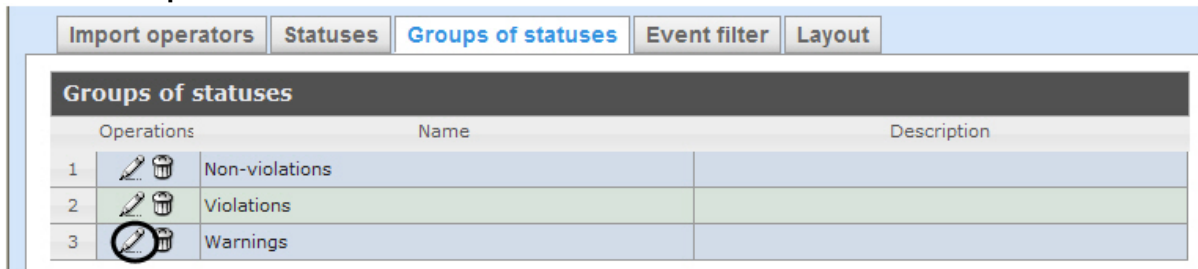 Import operators Statuses Groups of statuses Event filter Layout
Groups of statuses
Operations Name Description
1 Non-violations
2 Violations
3 Warnings